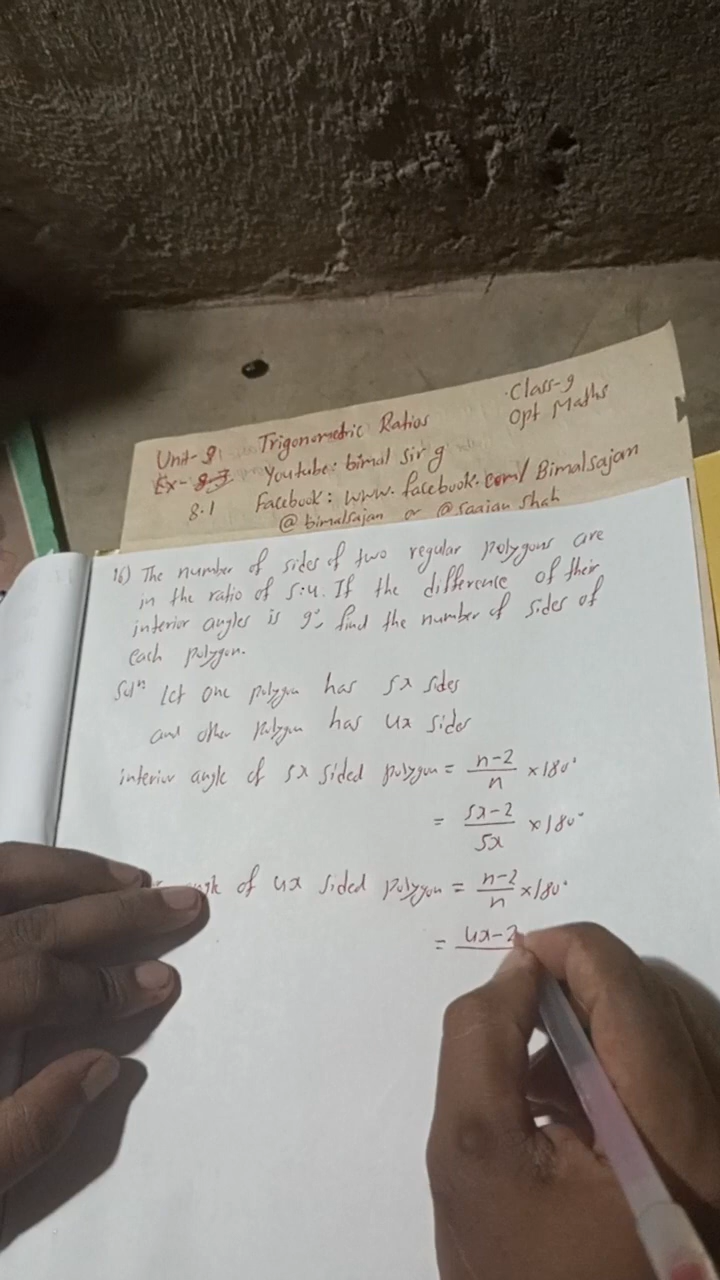 Unit-9 Trigonometric Ratios
Class-9
Opt Maths
Ex-
8.1
Youtube: bimal sir g
Facebook: www.facebook.com/Bimalsajan
@bimalsajan or @saajan shah
16) The number of sides of two regular polygons are
in the ratio of 5:4. If the difference of their
interior angles is 9°, find the number of sides of
each polygon.
Solⁿ let one polygon has 5x sides
and other polygon has 4x sides
interior angle of 5x sided polygon = n-2/n ×180°
= 5x-2/5x ×180°
angle of 4x sided polygon = n-2/n ×180°
= 4x-2